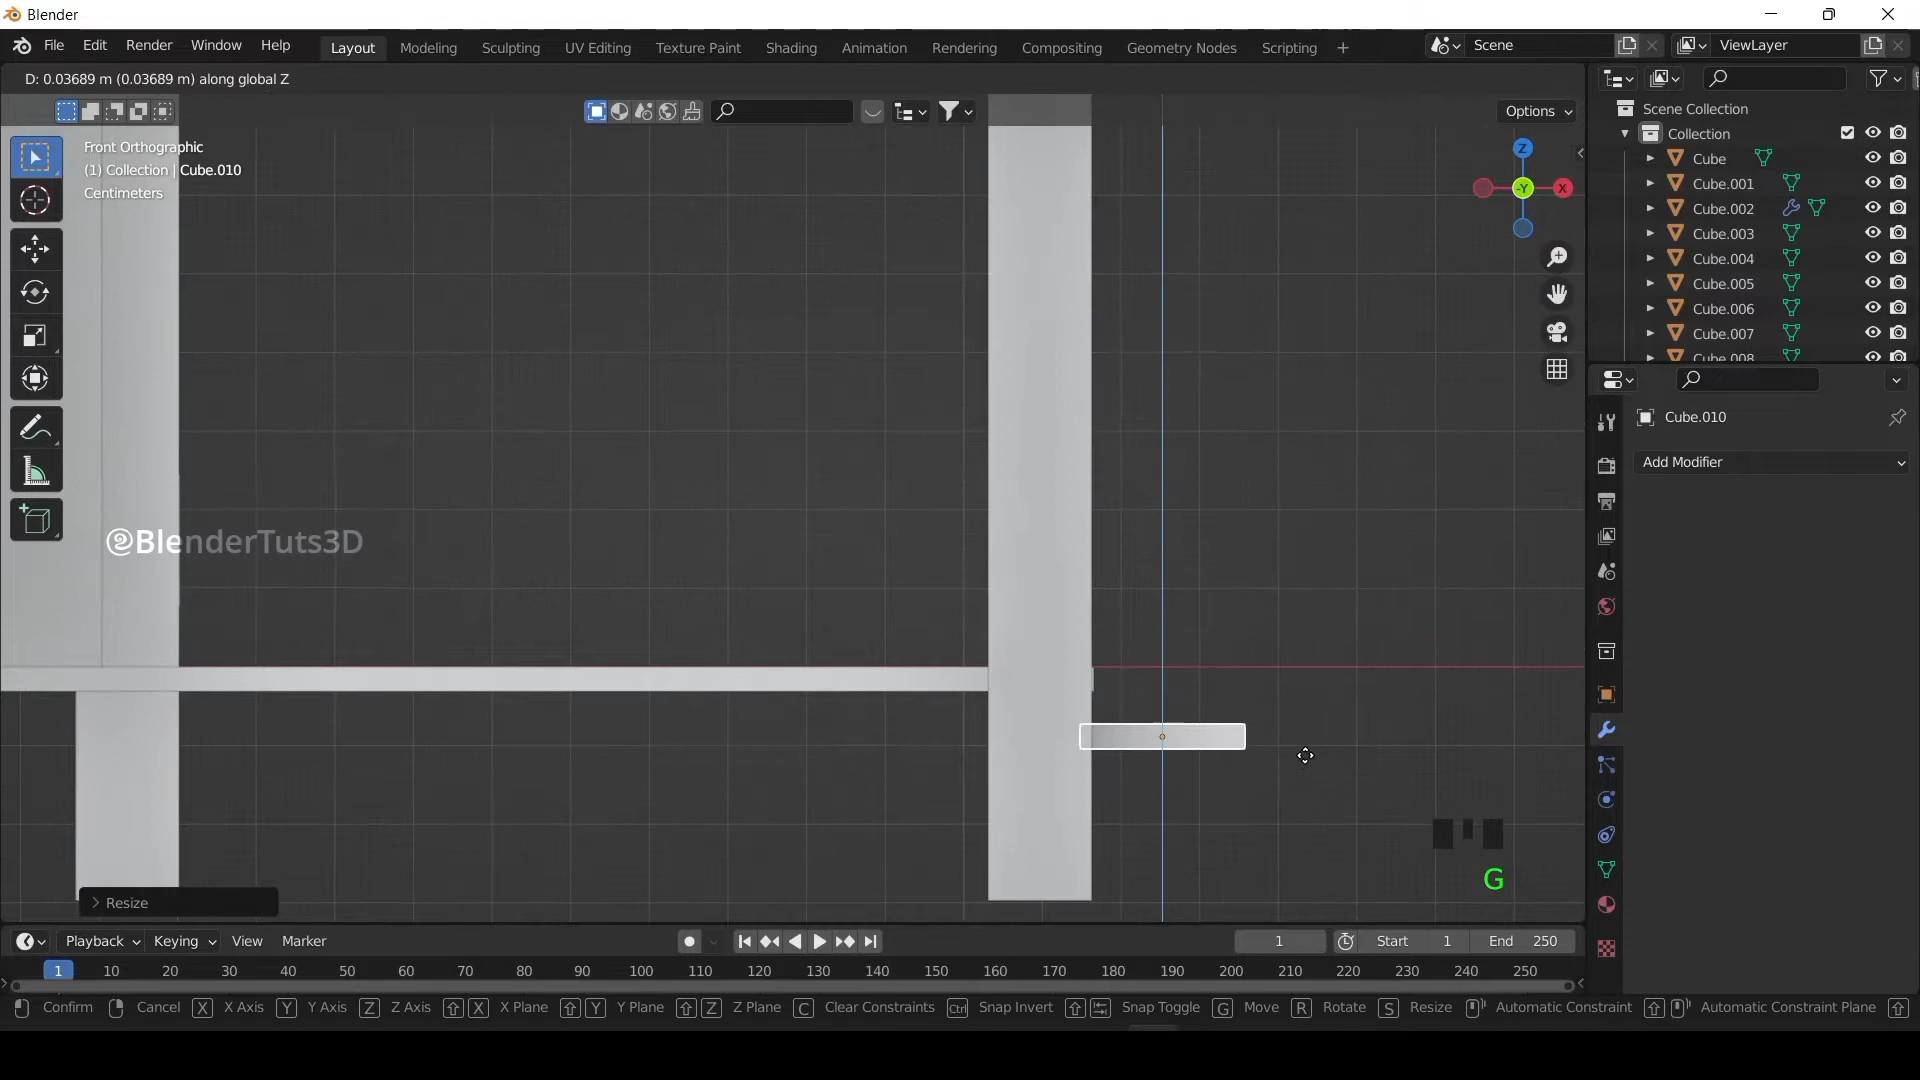 Blender
File Edit Render Window Help Layout Modeling Sculpting UV Editing Texture Paint Shading Animation Rendering Compositing Geometry Nodes Scripting + Scene ViewLayer
D: 0.03689 m (0.03689 m) along global Z
Options
Front Orthographic
(1) Collection | Cube.010
Centimeters
Z
-Y
X
Scene Collection
Collection
Cube
Cube.001
Cube.002
Cube.003
Cube.004
Cube.005
Cube.006
Cube.007
Cube.008
Cube.010
Add Modifier
@BlenderTuts3D
G
Resize
Playback Keying View Marker 1 Start 1 End 250
1 10 20 30 40 50 60 70 80 90 100 110 120 130 140 150 160 170 180 190 200 210 220 230 240 250
Confirm Cancel X X Axis Y Y Axis Z Z Axis X X Plane Y Y Plane Z Z Plane C Clear Constraints Ctrl Snap Invert Snap Toggle G Move R Rotate S Resize Automatic Constraint Automatic Constraint Plane